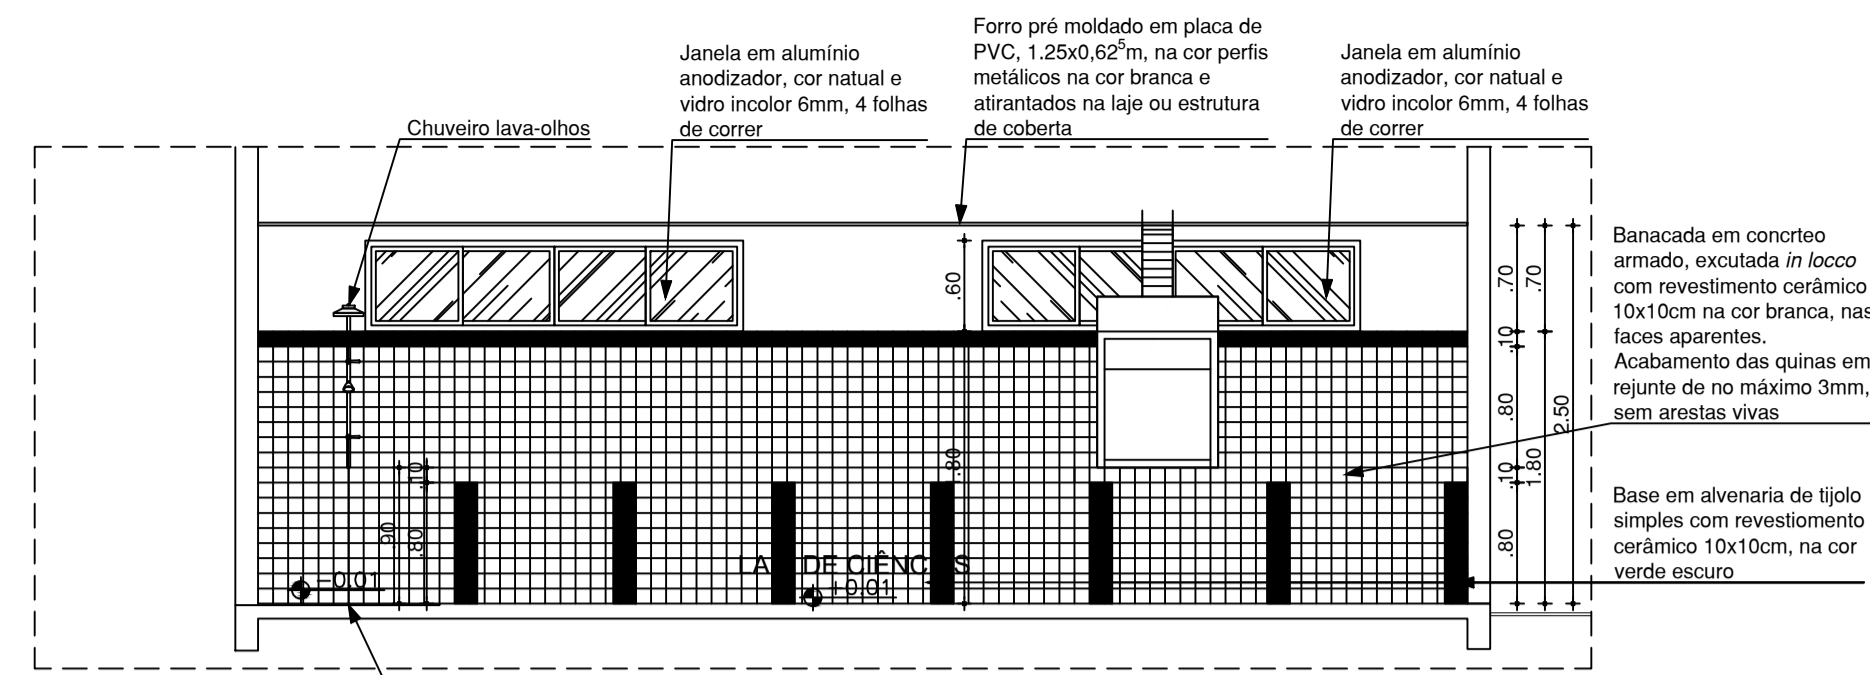 Forro pré moldado em placa de
PVC, 1.25x0,62⁵m, na cor perfis
metálicos na cor branca e
atirantados na laje ou estrutura
de coberta
Janela em alumínio
anodizador, cor natual e
vidro incolor 6mm, 4 folhas
de correr
Janela em alumínio
anodizador, cor natual e
vidro incolor 6mm, 4 folhas
de correr
Chuveiro lava-olhos
Banacada em concrteo
armado, excutada in locco
com revestimento cerâmico
10x10cm na cor branca, nas
faces aparentes.
Acabamento das quinas em
rejunte de no máximo 3mm,
sem arestas vivas
Base em alvenaria de tijolo
simples com revestiomento
cerâmico 10x10cm, na cor
verde escuro
.60
.80
.10
.90
.80
.70
.70
.10
.80
2.50
.10
1.80
.80
DE CIÊNC
-0.01
+0.01